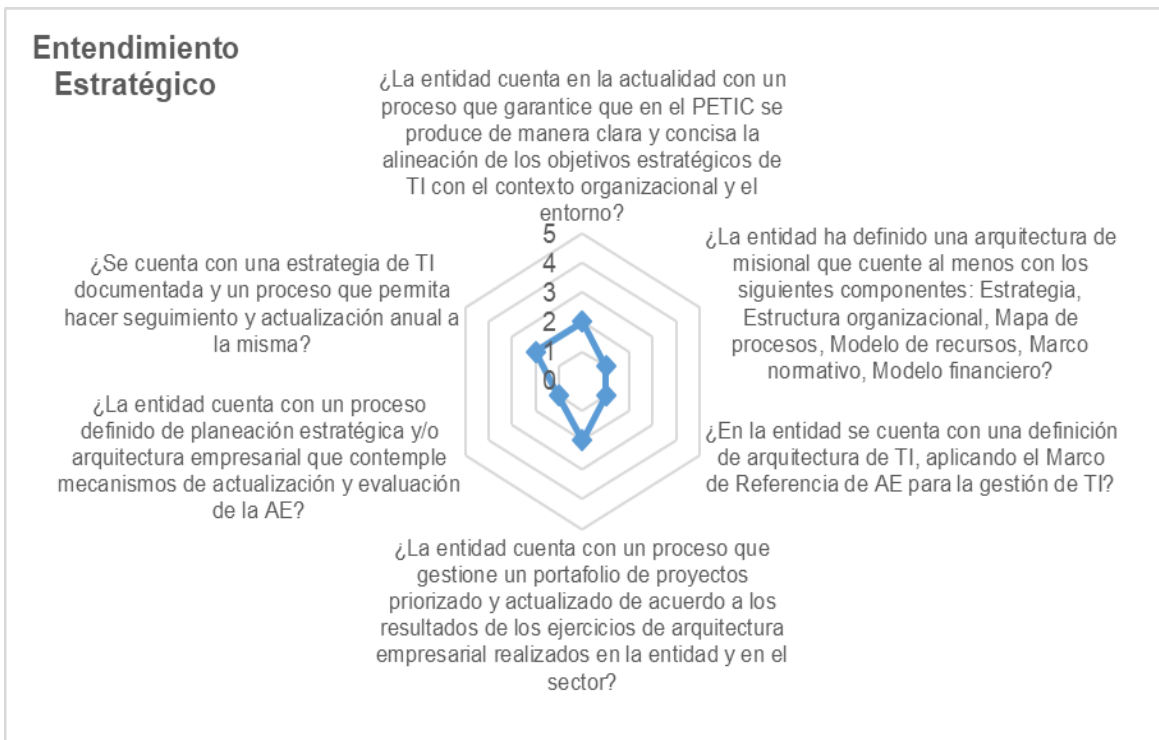 Entendimiento
Estratégico
¿La entidad cuenta en la actualidad con un
proceso que garantice que en el PETIC se
produce de manera clara y concisa la
alineación de los objetivos estratégicos de
TI con el contexto organizacional y el
entorno?
¿La entidad ha definido una arquitectura de
misional que cuente al menos con los
siguientes componentes: Estrategia,
Estructura organizacional, Mapa de
procesos, Modelo de recursos, Marco
normativo, Modelo financiero?
¿En la entidad se cuenta con una definición
de arquitectura de TI, aplicando el Marco
de Referencia de AE para la gestión de TI?
¿La entidad cuenta con un proceso que
gestione un portafolio de proyectos
priorizado y actualizado de acuerdo a los
resultados de los ejercicios de arquitectura
empresarial realizados en la entidad y en el
sector?
¿La entidad cuenta con un proceso
definido de planeación estratégica y/o
arquitectura empresarial que contemple
mecanismos de actualización y evaluación
de la AE?
¿Se cuenta con una estrategia de TI
documentada y un proceso que permita
hacer seguimiento y actualización anual a
la misma?
5
4
3
2
1
0